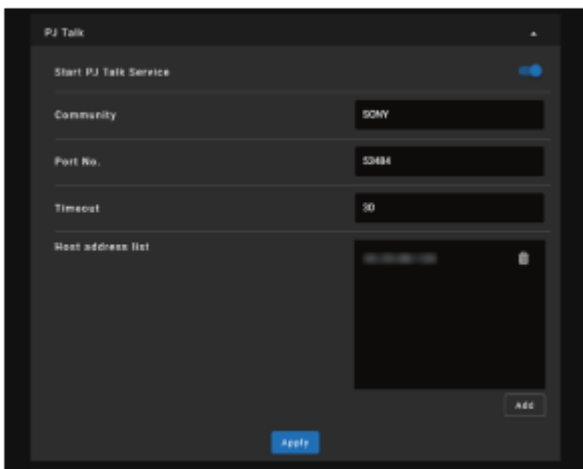 PJ Talk
Start PJ Talk Service
Community
SONY
Port No.
53484
Timeout
30
Host address list
Add
Apply